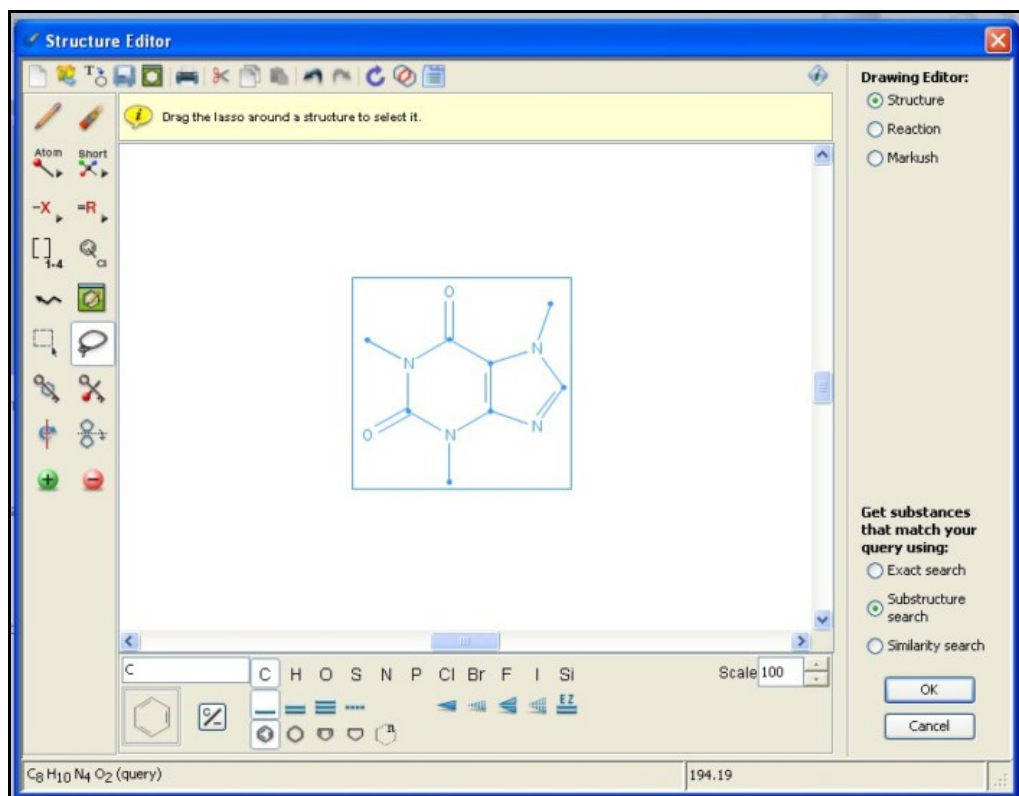 Structure Editor
Drawing Editor:
Structure
Reaction
Markush
Drag the lasso around a structure to select it.
Atom Short
-X =R
[ ] 1-4 Cl
O
N N
O N N
Get substances
that match your
query using:
Exact search
Substructure
search
Similarity search
OK
Cancel
C
C H O S N P Cl Br F I Si
Scale 100
EZ
n
C8 H10 N4 O2 (query)
194.19